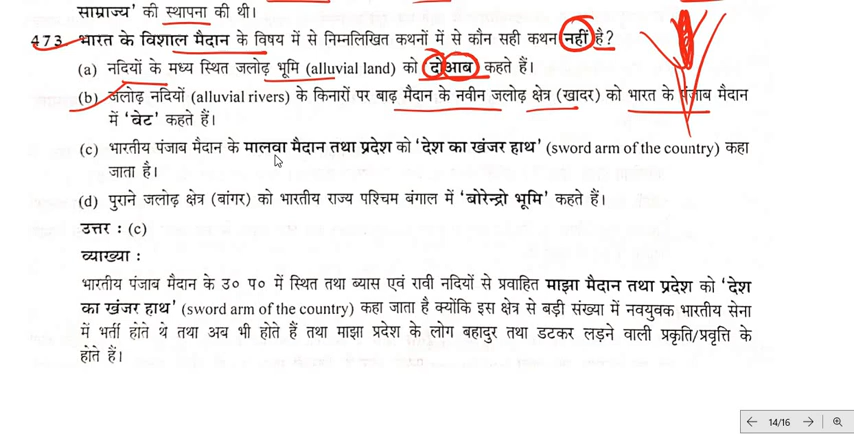 साम्राज्य' की स्थापना की थी।
473. भारत के विशाल मैदान के विषय में से निम्नलिखित कथनों में से कौन सही कथन नहीं है?
(a) नदियों के मध्य स्थित जलोढ़ भूमि (alluvial land) को दोआब कहते हैं।
(b) जलोढ़ नदियों (alluvial rivers) के किनारों पर बाढ़ मैदान के नवीन जलोढ़ क्षेत्र (खादर) को भारत के पंजाब मैदान
में 'बेट' कहते हैं।
(c) भारतीय पंजाब मैदान के मालवा मैदान तथा प्रदेश को 'देश का खंजर हाथ' (sword arm of the country) कहा
जाता है।
(d) पुराने जलोढ़ क्षेत्र (बांगर) को भारतीय राज्य पश्चिम बंगाल में 'बोरेन्द्रो भूमि' कहते हैं।
उत्तर : (c)
व्याख्या :
भारतीय पंजाब मैदान के उ० प० में स्थित तथा ब्यास एवं रावी नदियों से प्रवाहित माझा मैदान तथा प्रदेश को 'देश
का खंजर हाथ' (sword arm of the country) कहा जाता है क्योंकि इस क्षेत्र से बड़ी संख्या में नवयुवक भारतीय सेना
में भर्ती होते थे तथा अब भी होते हैं तथा माझा प्रदेश के लोग बहादुर तथा डटकर लड़ने वाली प्रकृति/प्रवृत्ति के
होते हैं।
14/16